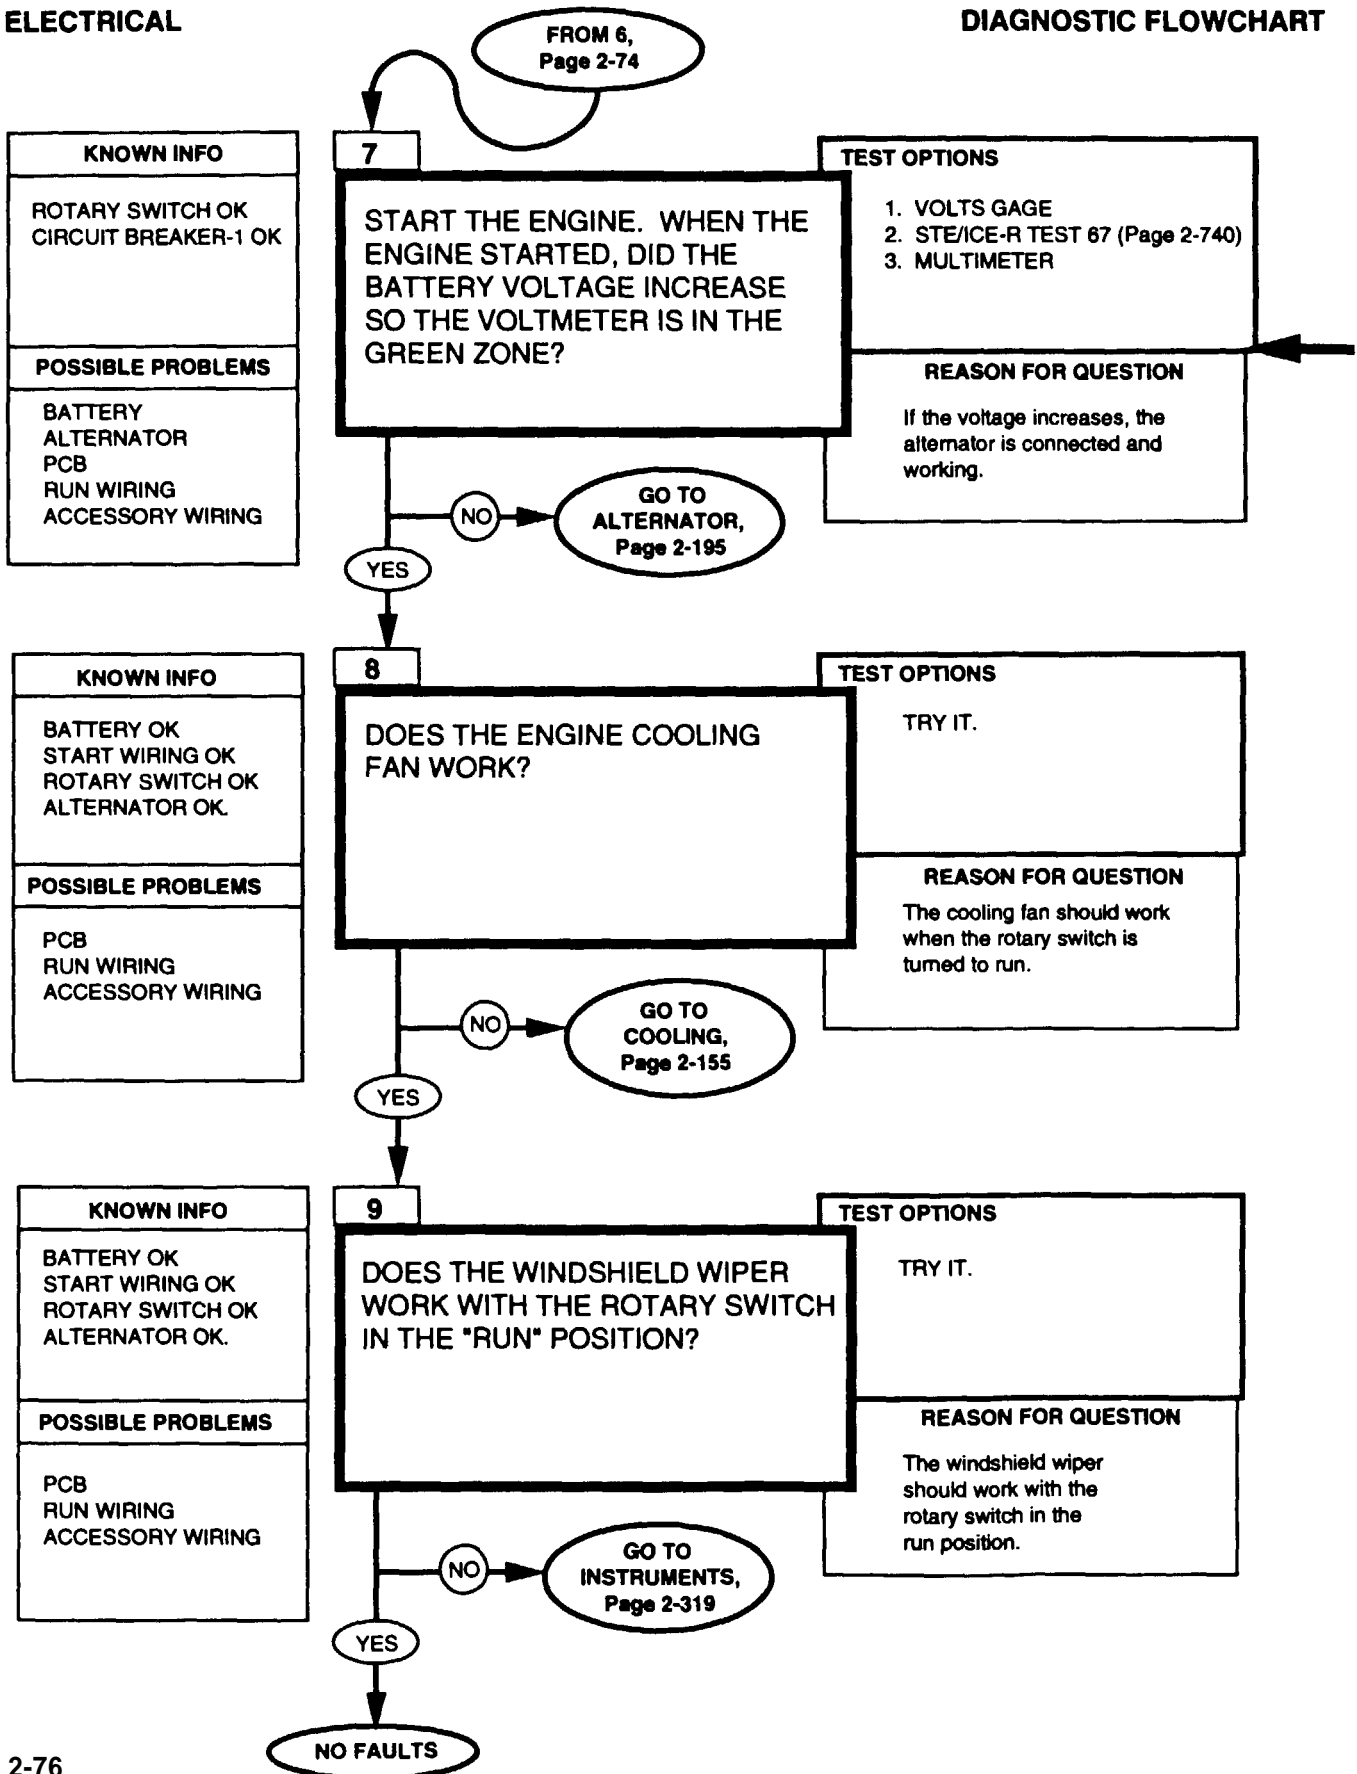 ELECTRICAL
DIAGNOSTIC FLOWCHART
FROM 6,
Page 2-74
KNOWN INFO
ROTARY SWITCH OK
CIRCUIT BREAKER-1 OK
POSSIBLE PROBLEMS
BATTERY
ALTERNATOR
PCB
RUN WIRING
ACCESSORY WIRING
7
START THE ENGINE. WHEN THE
ENGINE STARTED, DID THE
BATTERY VOLTAGE INCREASE
SO THE VOLTMETER IS IN THE
GREEN ZONE?
TEST OPTIONS
1. VOLTS GAGE
2. STE/ICE-R TEST 67 (Page 2-740)
3. MULTIMETER
REASON FOR QUESTION
If the voltage increases, the
alternator is connected and
working.
NO
GO TO
ALTERNATOR,
Page 2-195
YES
KNOWN INFO
BATTERY OK
START WIRING OK
ROTARY SWITCH OK
ALTERNATOR OK.
POSSIBLE PROBLEMS
PCB
RUN WIRING
ACCESSORY WIRING
8
DOES THE ENGINE COOLING
FAN WORK?
TEST OPTIONS
TRY IT.
REASON FOR QUESTION
The cooling fan should work
when the rotary switch is
turned to run.
NO
GO TO
COOLING,
Page 2-155
YES
KNOWN INFO
BATTERY OK
START WIRING OK
ROTARY SWITCH OK
ALTERNATOR OK.
POSSIBLE PROBLEMS
PCB
RUN WIRING
ACCESSORY WIRING
9
DOES THE WINDSHIELD WIPER
WORK WITH THE ROTARY SWITCH
IN THE "RUN" POSITION?
TEST OPTIONS
TRY IT.
REASON FOR QUESTION
The windshield wiper
should work with the
rotary switch in the
run position.
NO
GO TO
INSTRUMENTS,
Page 2-319
YES
NO FAULTS
2-76